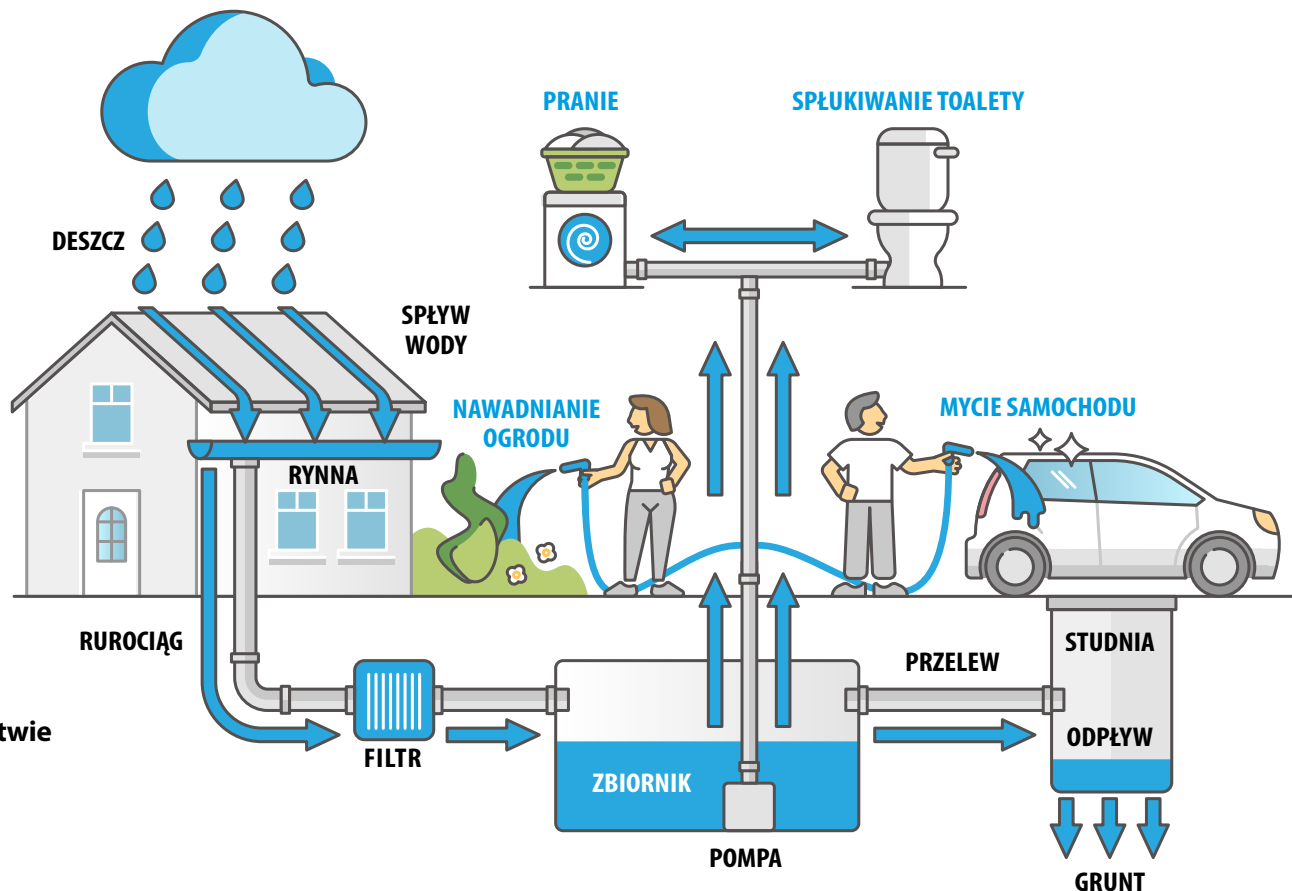 PRANIE
SPŁUKIWANIE TOALETY
DESZCZ
SPŁYW
WODY
NAWADNIANIE
OGRODU
MYCIE SAMOCHODU
RYNNA
RUROCIĄG
STUDNIA
PRZELEW
twie
ODPŁYW
FILTR
ZBIORNIK
POMPA
GRUNT